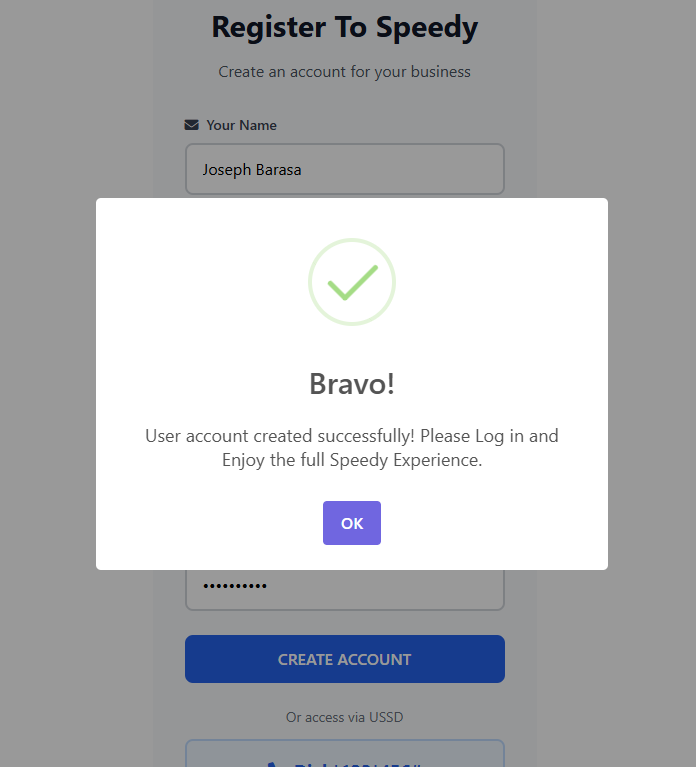 Register To Speedy
Create an account for your business
Your Name
Joseph Barasa
Bravo!
User account created successfully! Please Log in and
Enjoy the full Speedy Experience.
OK
••••••••••
CREATE ACCOUNT
Or access via USSD